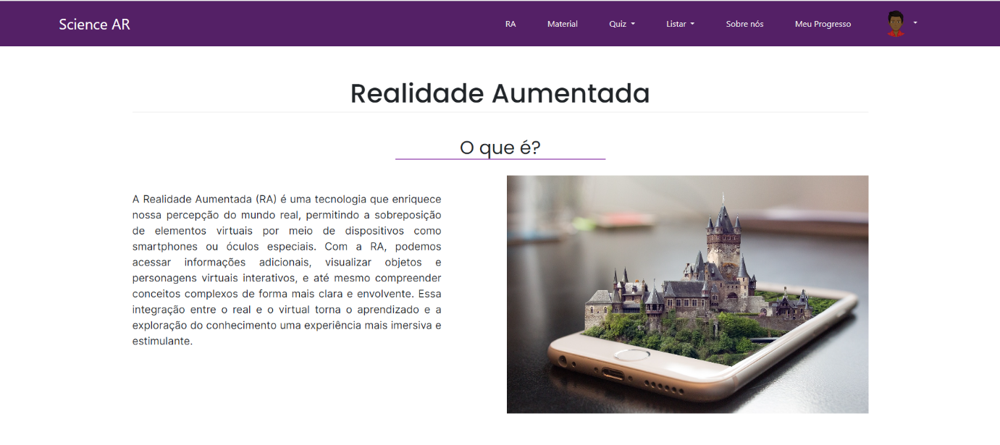 Science AR
RA
Material
Quiz
Listar
Sobre nós
Meu Progresso
Realidade Aumentada
O que é?
A Realidade Aumentada (RA) é uma tecnologia que enriquece
nossa percepção do mundo real, permitindo a sobreposição
de elementos virtuais por meio de dispositivos como
smartphones ou óculos especiais. Com a RA, podemos
acessar informações adicionais, visualizar objetos e
personagens virtuais interativos, e até mesmo compreender
conceitos complexos de forma mais clara e envolvente. Essa
integração entre o real e o virtual torna o aprendizado e a
exploração do conhecimento uma experiência mais imersiva e
estimulante.